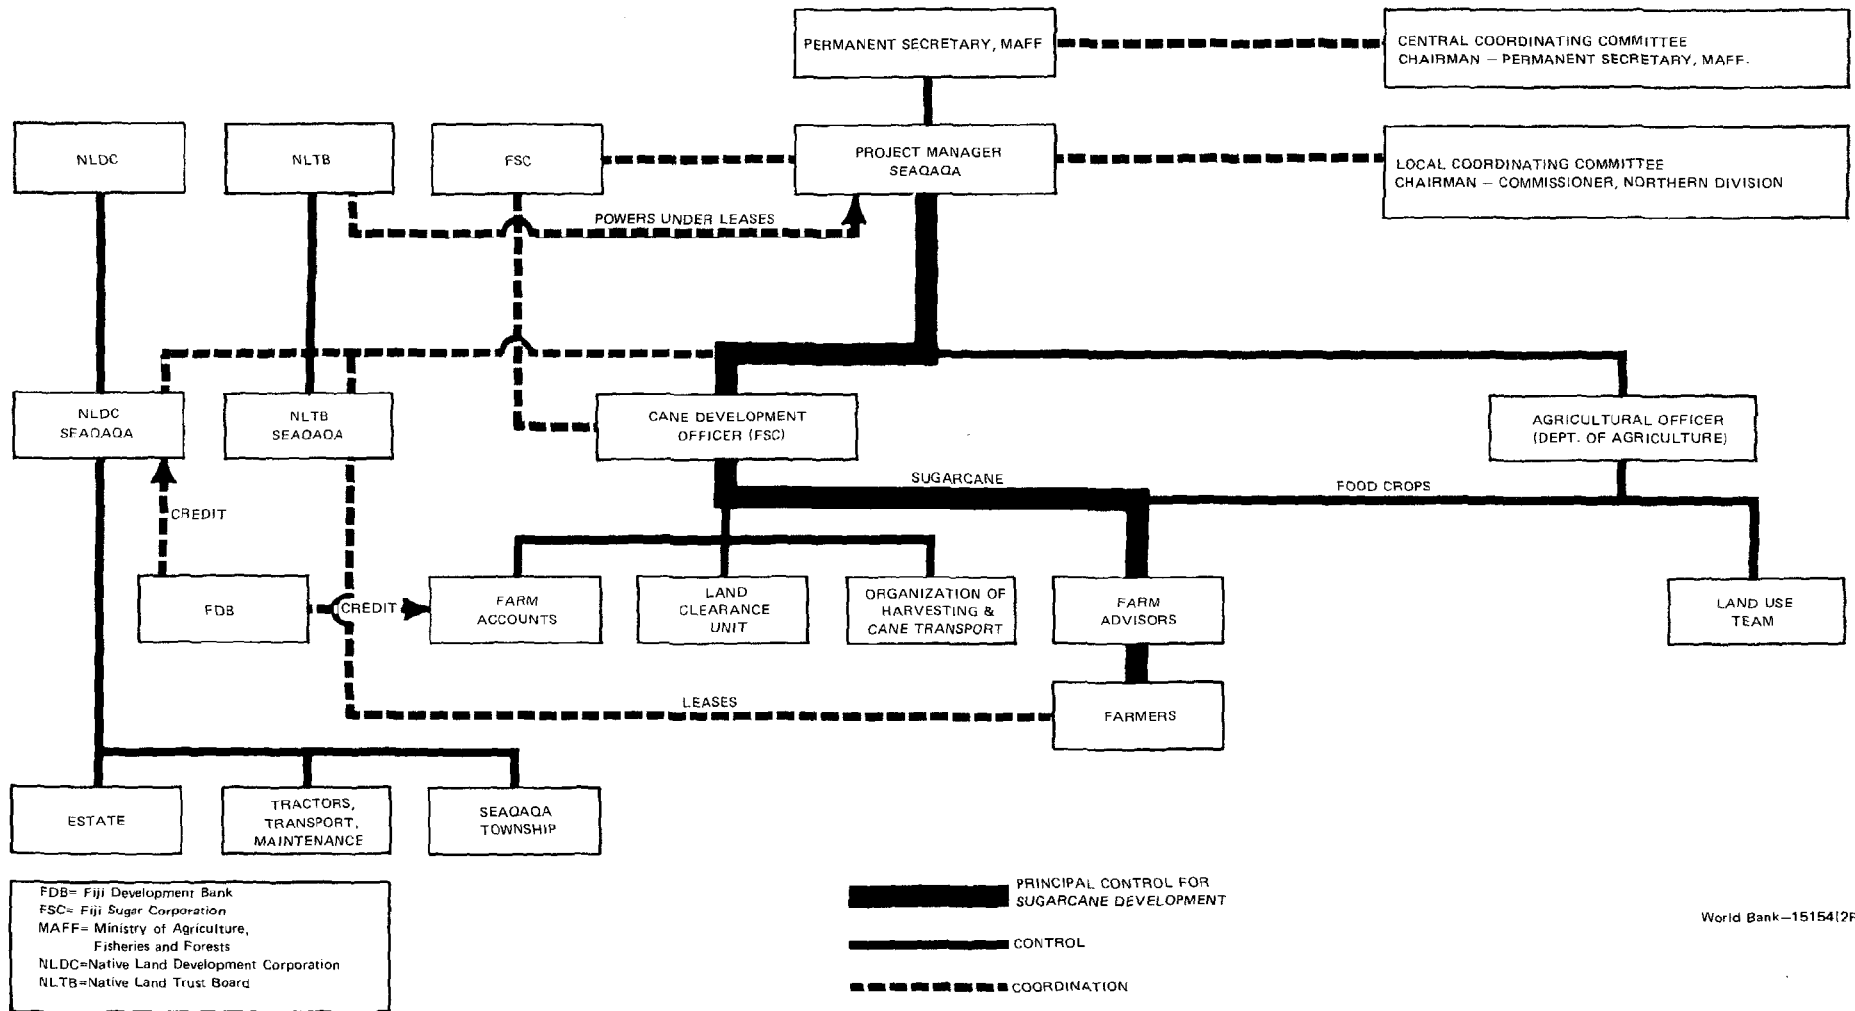 PERMANENT SECRETARY, MAFF
CENTRAL COORDINATING COMMITTEE
CHAIRMAN — PERMANENT SECRETARY, MAFF.
NLDC
NLTB
FSC
PROJECT MANAGER
SEAQAQA
LOCAL COORDINATING COMMITTEE
CHAIRMAN — COMMISSIONER, NORTHERN DIVISION
POWERS UNDER LEASES
NLDC
SEAQAQA
NLTB
SEAQAQA
CANE DEVELOPMENT
OFFICER (FSC)
AGRICULTURAL OFFICER
(DEPT. OF AGRICULTURE)
SUGARCANE
FOOD CROPS
CREDIT
FDB
CREDIT
FARM
ACCOUNTS
LAND
CLEARANCE
UNIT
ORGANIZATION OF
HARVESTING &
CANE TRANSPORT
FARM
ADVISORS
LAND USE
TEAM
LEASES
FARMERS
ESTATE
TRACTORS,
TRANSPORT,
MAINTENANCE
SEAQAQA
TOWNSHIP
FDB= Fiji Development Bank
FSC= Fiji Sugar Corporation
MAFF= Ministry of Agriculture,
Fisheries and Forests
NLDC=Native Land Development Corporation
NLTB=Native Land Trust Board
PRINCIPAL CONTROL FOR
SUGARCANE DEVELOPMENT
CONTROL
COORDINATION
World Bank—15154(2R